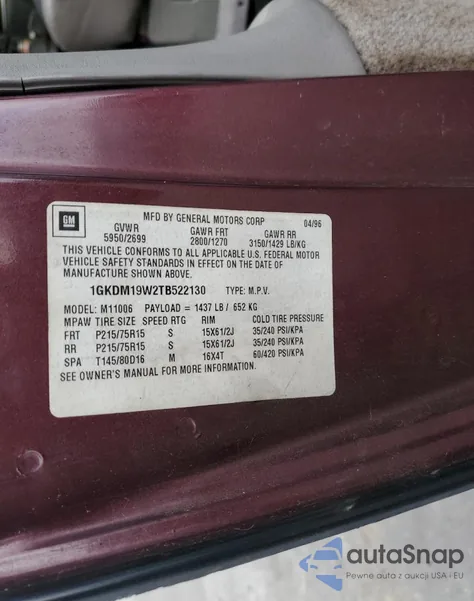 GM
MFD BY GENERAL MOTORS CORP 04/96
GVWR GAWR FRT GAWR RR
5950/2699 2800/1270 3150/1429 LB/KG
THIS VEHICLE CONFORMS TO ALL APPLICABLE U.S. FEDERAL MOTOR
VEHICLE SAFETY STANDARDS IN EFFECT ON THE DATE OF
MANUFACTURE SHOWN ABOVE.
1GKDM19W2TB522130 TYPE: M.P.V.
MODEL: M11006 PAYLOAD = 1437 LB / 652 KG
MPAW TIRE SIZE SPEED RTG RIM COLD TIRE PRESSURE
FRT P215/75R15 S 15X61/2J 35/240 PSI/KPA
RR P215/75R15 S 15X61/2J 35/240 PSI/KPA
SPA T145/80D16 M 16X4T 60/420 PSI/KPA
SEE OWNER'S MANUAL FOR MORE INFORMATION.
autaSnap
Pewne auta z aukcji USA i EU